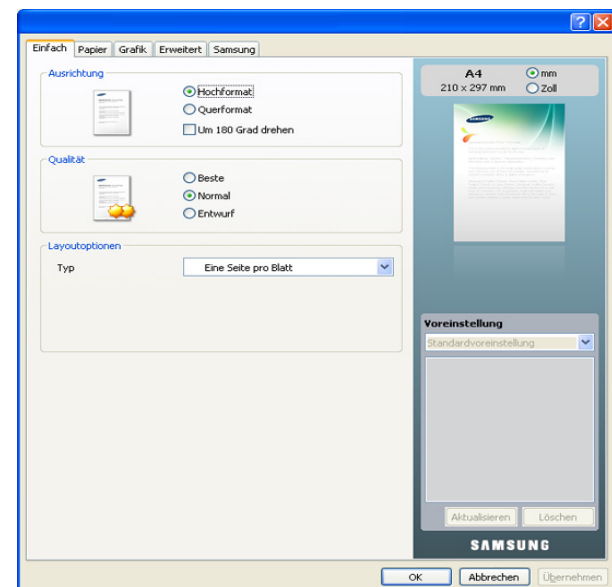 Einfach Papier Grafik Erweitert Samsung
Ausrichtung
Hochformat
Querformat
Um 180 Grad drehen
Qualität
Beste
Normal
Entwurf
Layoutoptionen
Typ Eine Seite pro Blatt
A4
210 x 297 mm
mm
Zoll
Voreinstellung
Standardvoreinstellung
Aktualisieren Löschen
SAMSUNG
OK Abbrechen Übernehmen